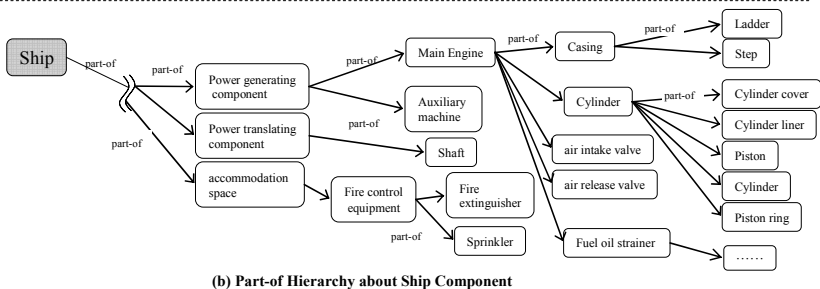 Ship
part-of
part-of
part-of
Power generating
component
Power translating
component
accommodation
space
part-of
Main Engine
Auxiliary
machine
part-of
Shaft
Fire control
equipment
part-of
Fire
extinguisher
Sprinkler
part-of
Casing
Cylinder
air intake valve
air release valve
Fuel oil strainer
part-of
Ladder
Step
part-of
Cylinder cover
Cylinder liner
Piston
Cylinder
Piston ring
……
(b) Part-of Hierarchy about Ship Component